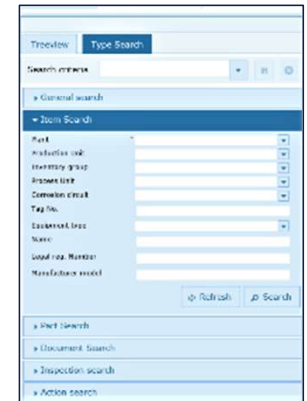 Treeview Type Search
Search criteria
General search
Item Search
Plant *
Production Unit
Inventory group
Process Unit
Corrosion circuit
Tag No.
Equipment type
Name
Legal reg. Number
Manufacturer model
Refresh Search
Part Search
Document Search
Inspection search
Action search